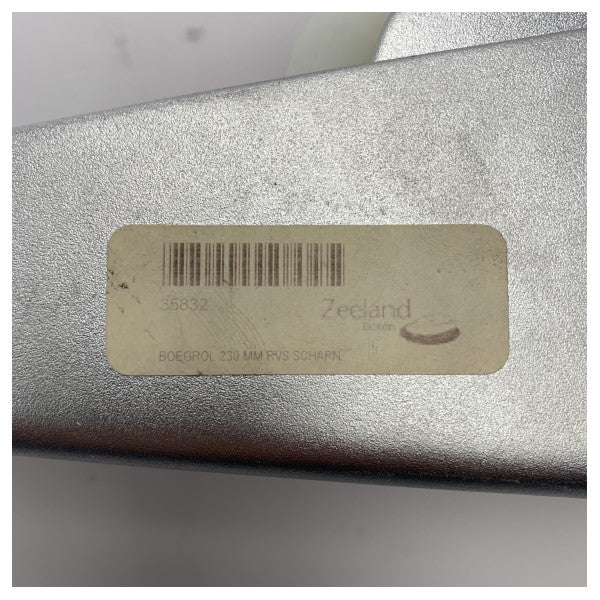 35832
Zeeland
Boten
BOEGROL 230 MM RVS SCHARN.